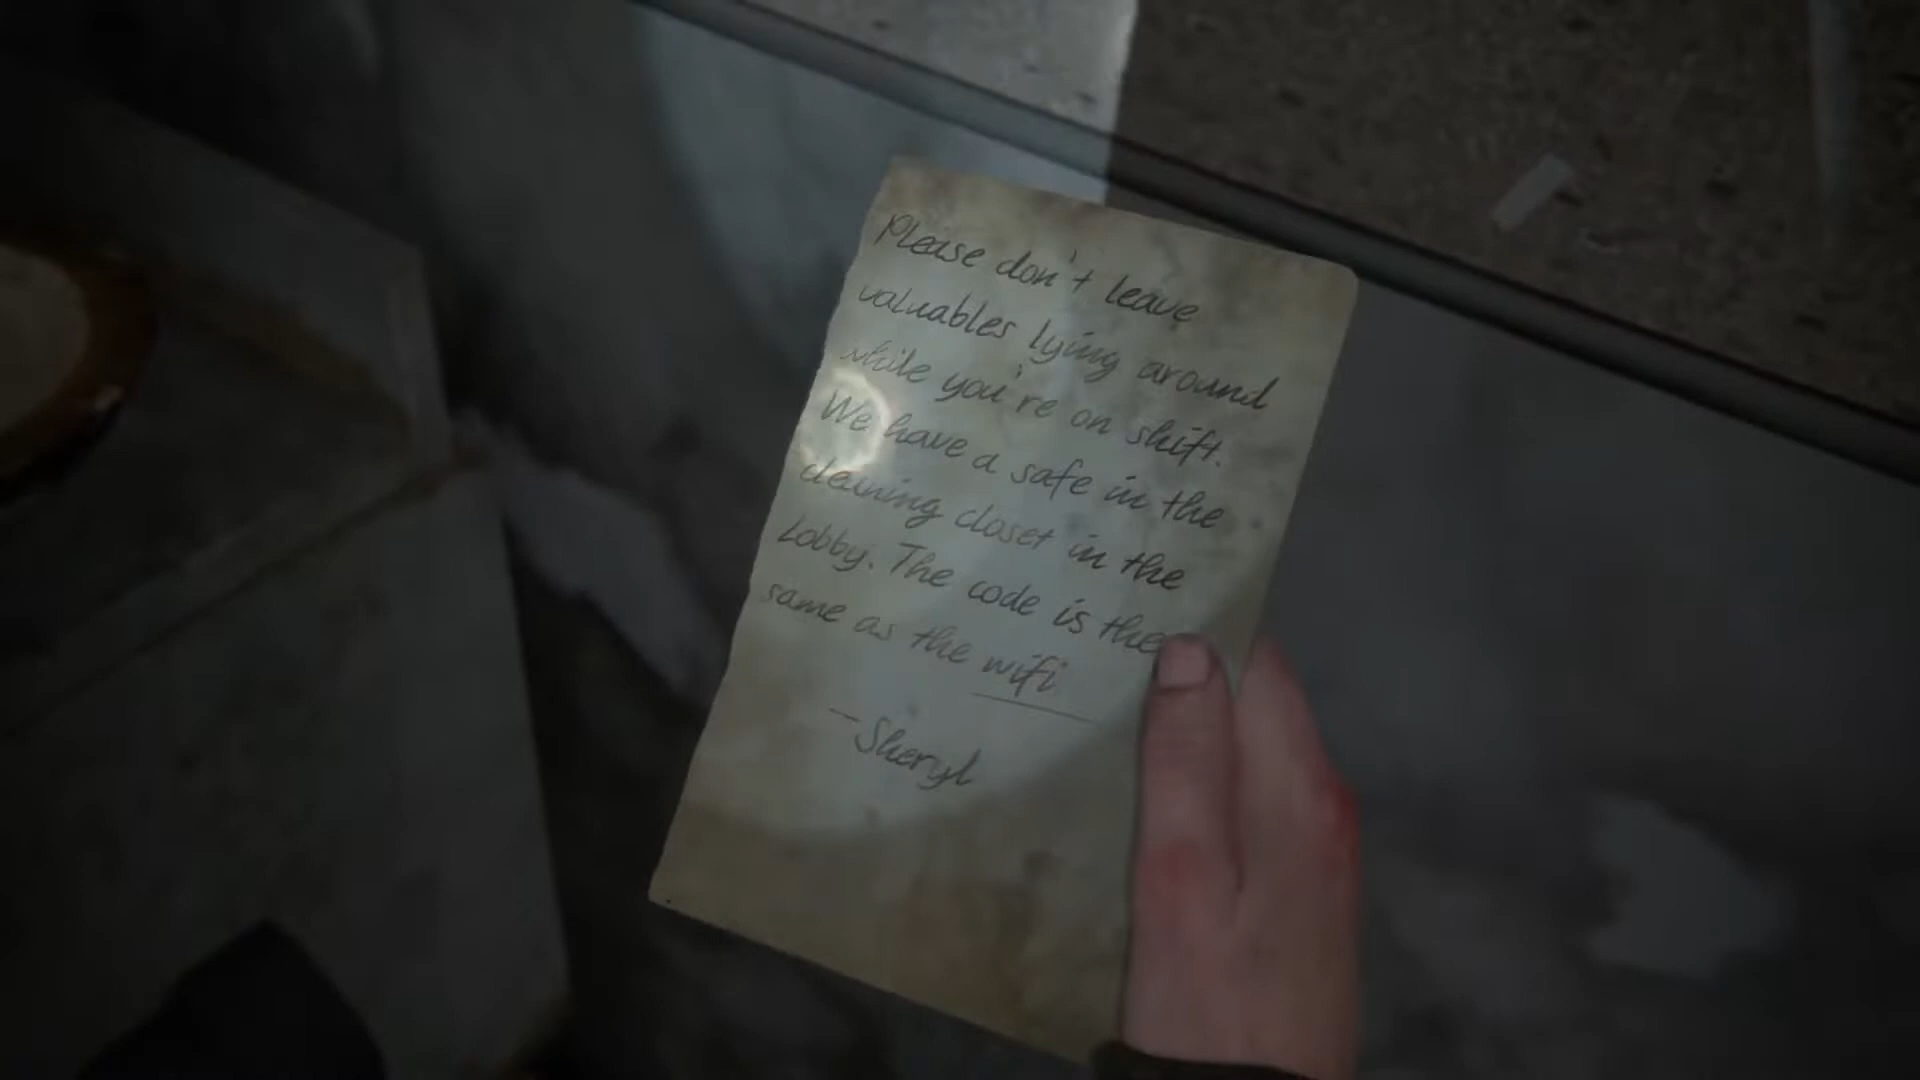 Please don't leave
valuables lying around
while you're on shift.
We have a safe in the
cleaning closet in the
Lobby. The code is the
same as the wifi
—Sheryl